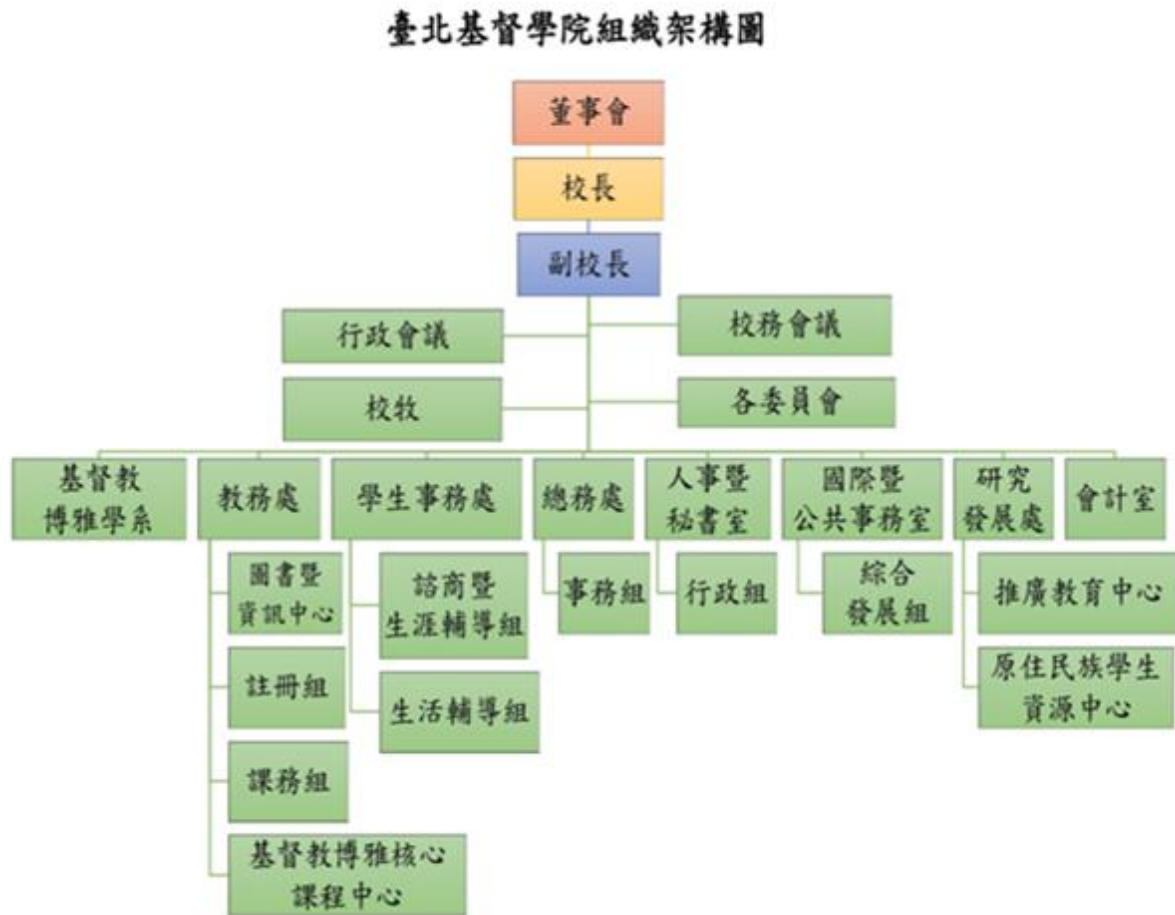 臺北基督學院組織架構圖
董事會
校長
副校長
行政會議
校務會議
校牧
各委員會
基督教
博雅學系
教務處
學生事務處
總務處
人事暨
秘書室
國際暨
公共事務室
研究
發展處
會計室
圖書暨
資訊中心
註冊組
課務組
基督教博雅核心
課程中心
諮商暨
生涯輔導組
生活輔導組
事務組
行政組
綜合
發展組
推廣教育中心
原住民族學生
資源中心